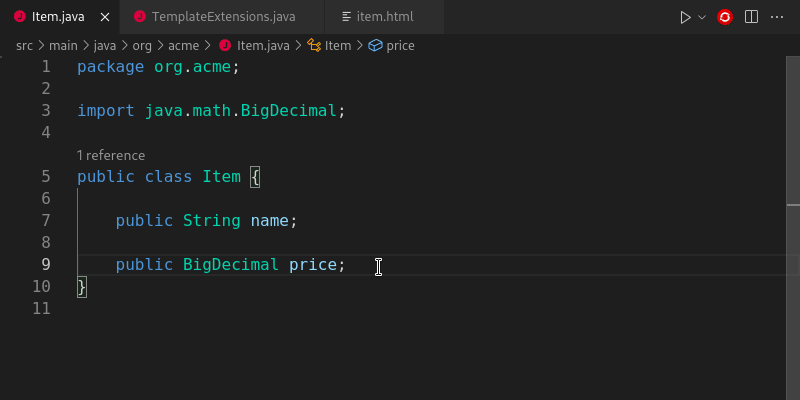 Item.java TemplateExtensions.java item.html
src main java org acme Item.java Item price
1 package org.acme;
2
3 import java.math.BigDecimal;
4
1 reference
5 public class Item {
6
7 public String name;
8
9 public BigDecimal price;
10 }
11